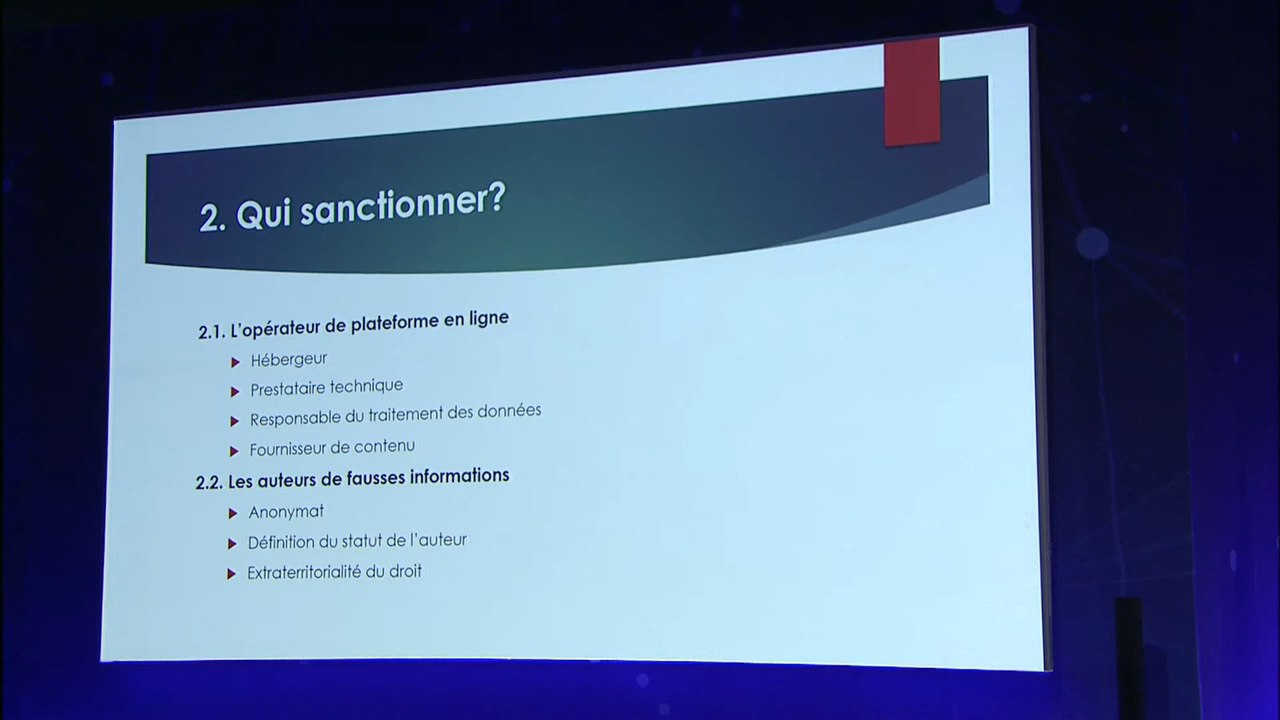 2. Qui sanctionner?
2.1. L'opérateur de plateforme en ligne
Hébergeur
Prestataire technique
Responsable du traitement des données
Fournisseur de contenu
2.2. Les auteurs de fausses informations
Anonymat
Définition du statut de l'auteur
Extraterritorialité du droit